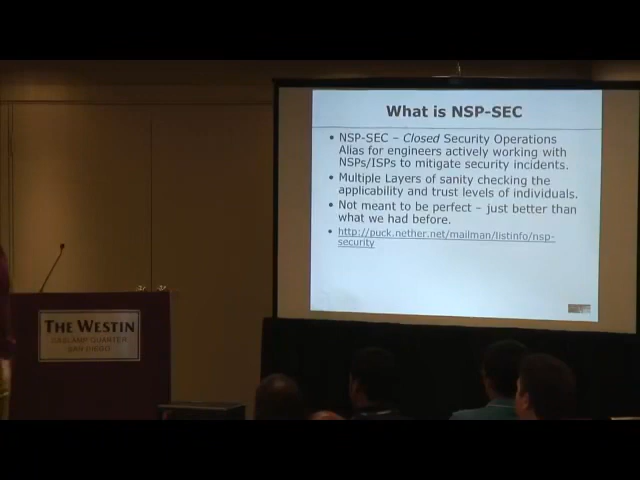 What is NSP-SEC
• NSP-SEC – Closed Security Operations
Alias for engineers actively working with
NSPs/ISPs to mitigate security incidents.
• Multiple Layers of sanity checking the
applicability and trust levels of individuals.
• Not meant to be perfect – just better than
what we had before.
• http://puck.nether.net/mailman/listinfo/nsp-
security
THE WESTIN
GASLAMP QUARTER
SAN DIEGO